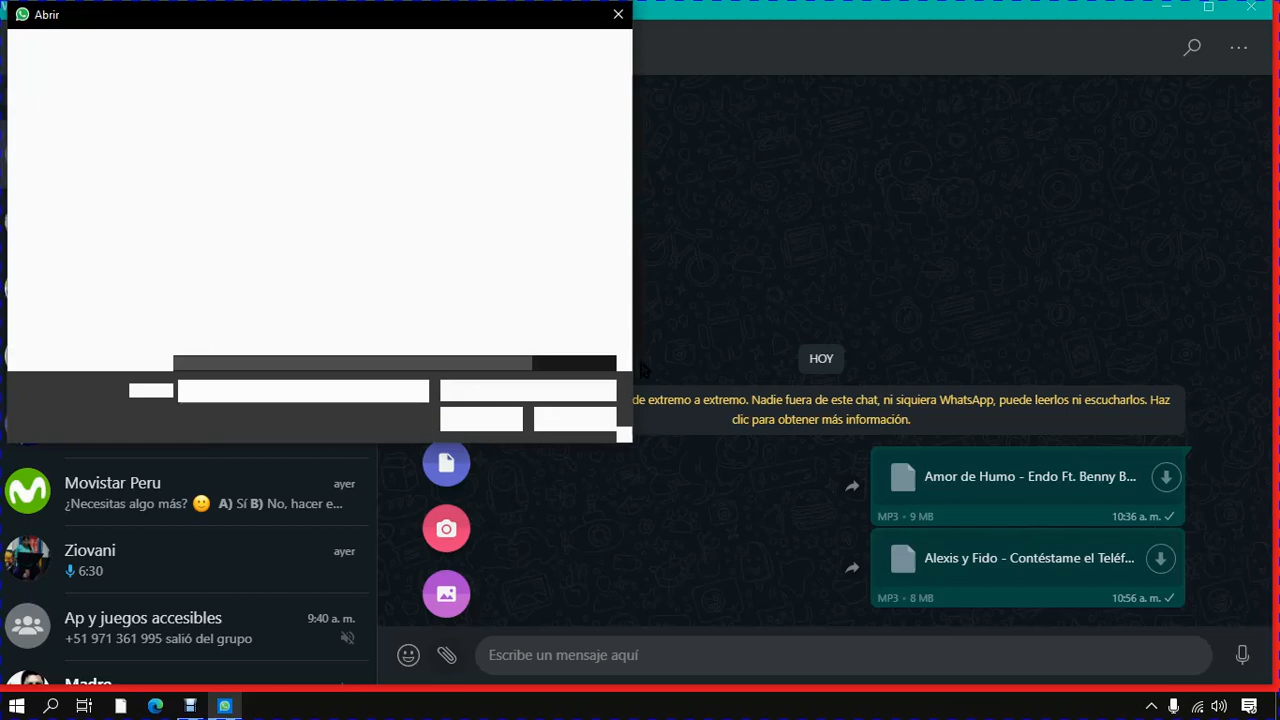 Abrir
HOY
de extremo a extremo. Nadie fuera de este chat, ni siquiera WhatsApp, puede leerlos ni escucharlos. Haz
clic para obtener más información.
Amor de Humo - Endo Ft. Benny B...
MP3 • 9 MB
10:36 a. m.
Alexis y Fido - Contéstame el Teléf...
MP3 • 8 MB
10:56 a. m.
Movistar Peru
ayer
¿Necesitas algo más? 🙂 A) Sí B) No, hacer e...
Ziovani
ayer
6:30
Ap y juegos accesibles
9:40 a. m.
+51 971 361 995 salió del grupo
Madre
Escribe un mensaje aquí